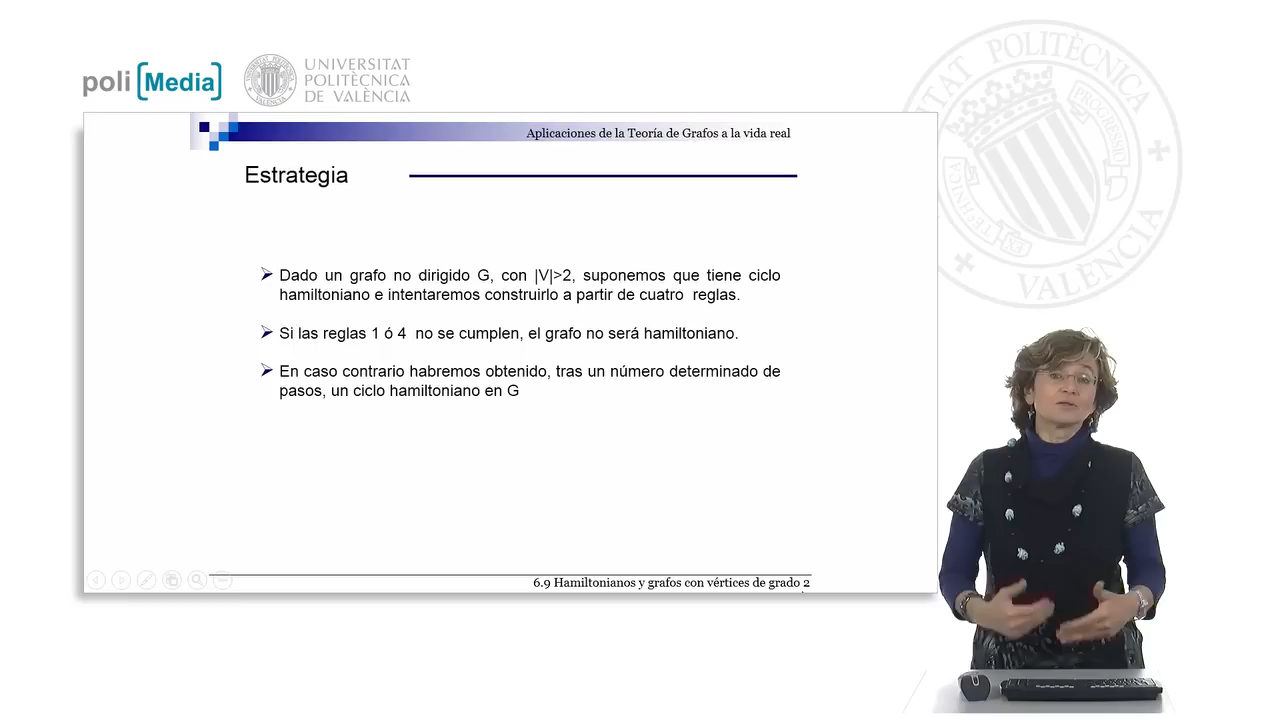 poli [Media]
UNIVERSITAT
POLITÈCNICA
DE VALÈNCIA
Aplicaciones de la Teoría de Grafos a la vida real
Estrategia
Dado un grafo no dirigido G, con |V|>2, suponemos que tiene ciclo
hamiltoniano e intentaremos construirlo a partir de cuatro reglas.
Si las reglas 1 ó 4 no se cumplen, el grafo no será hamiltoniano.
En caso contrario habremos obtenido, tras un número determinado de
pasos, un ciclo hamiltoniano en G
6.9 Hamiltonianos y grafos con vértices de grado 2
POLITÈCNICA
VALÈNCIA